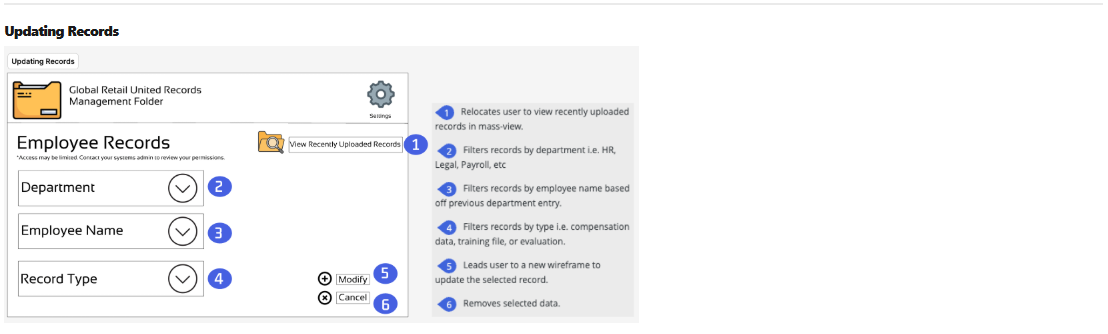 Updating Records
Updating Records
Global Retail United Records
Management Folder
Settings
Employee Records
*Access may be limited. Contact your systems admin to review your permissions.
View Recently Uploaded Records
1
Department
2
Employee Name
3
Record Type
4
Modify
5
Cancel
6
1 Relocates user to view recently uploaded
records in mass-view.
2 Filters records by department i.e. HR,
Legal, Payroll, etc
3 Filters records by employee name based
off previous department entry.
4 Filters records by type i.e. compensation
data, training file, or evaluation.
5 Leads user to a new wireframe to
update the selected record.
6 Removes selected data.